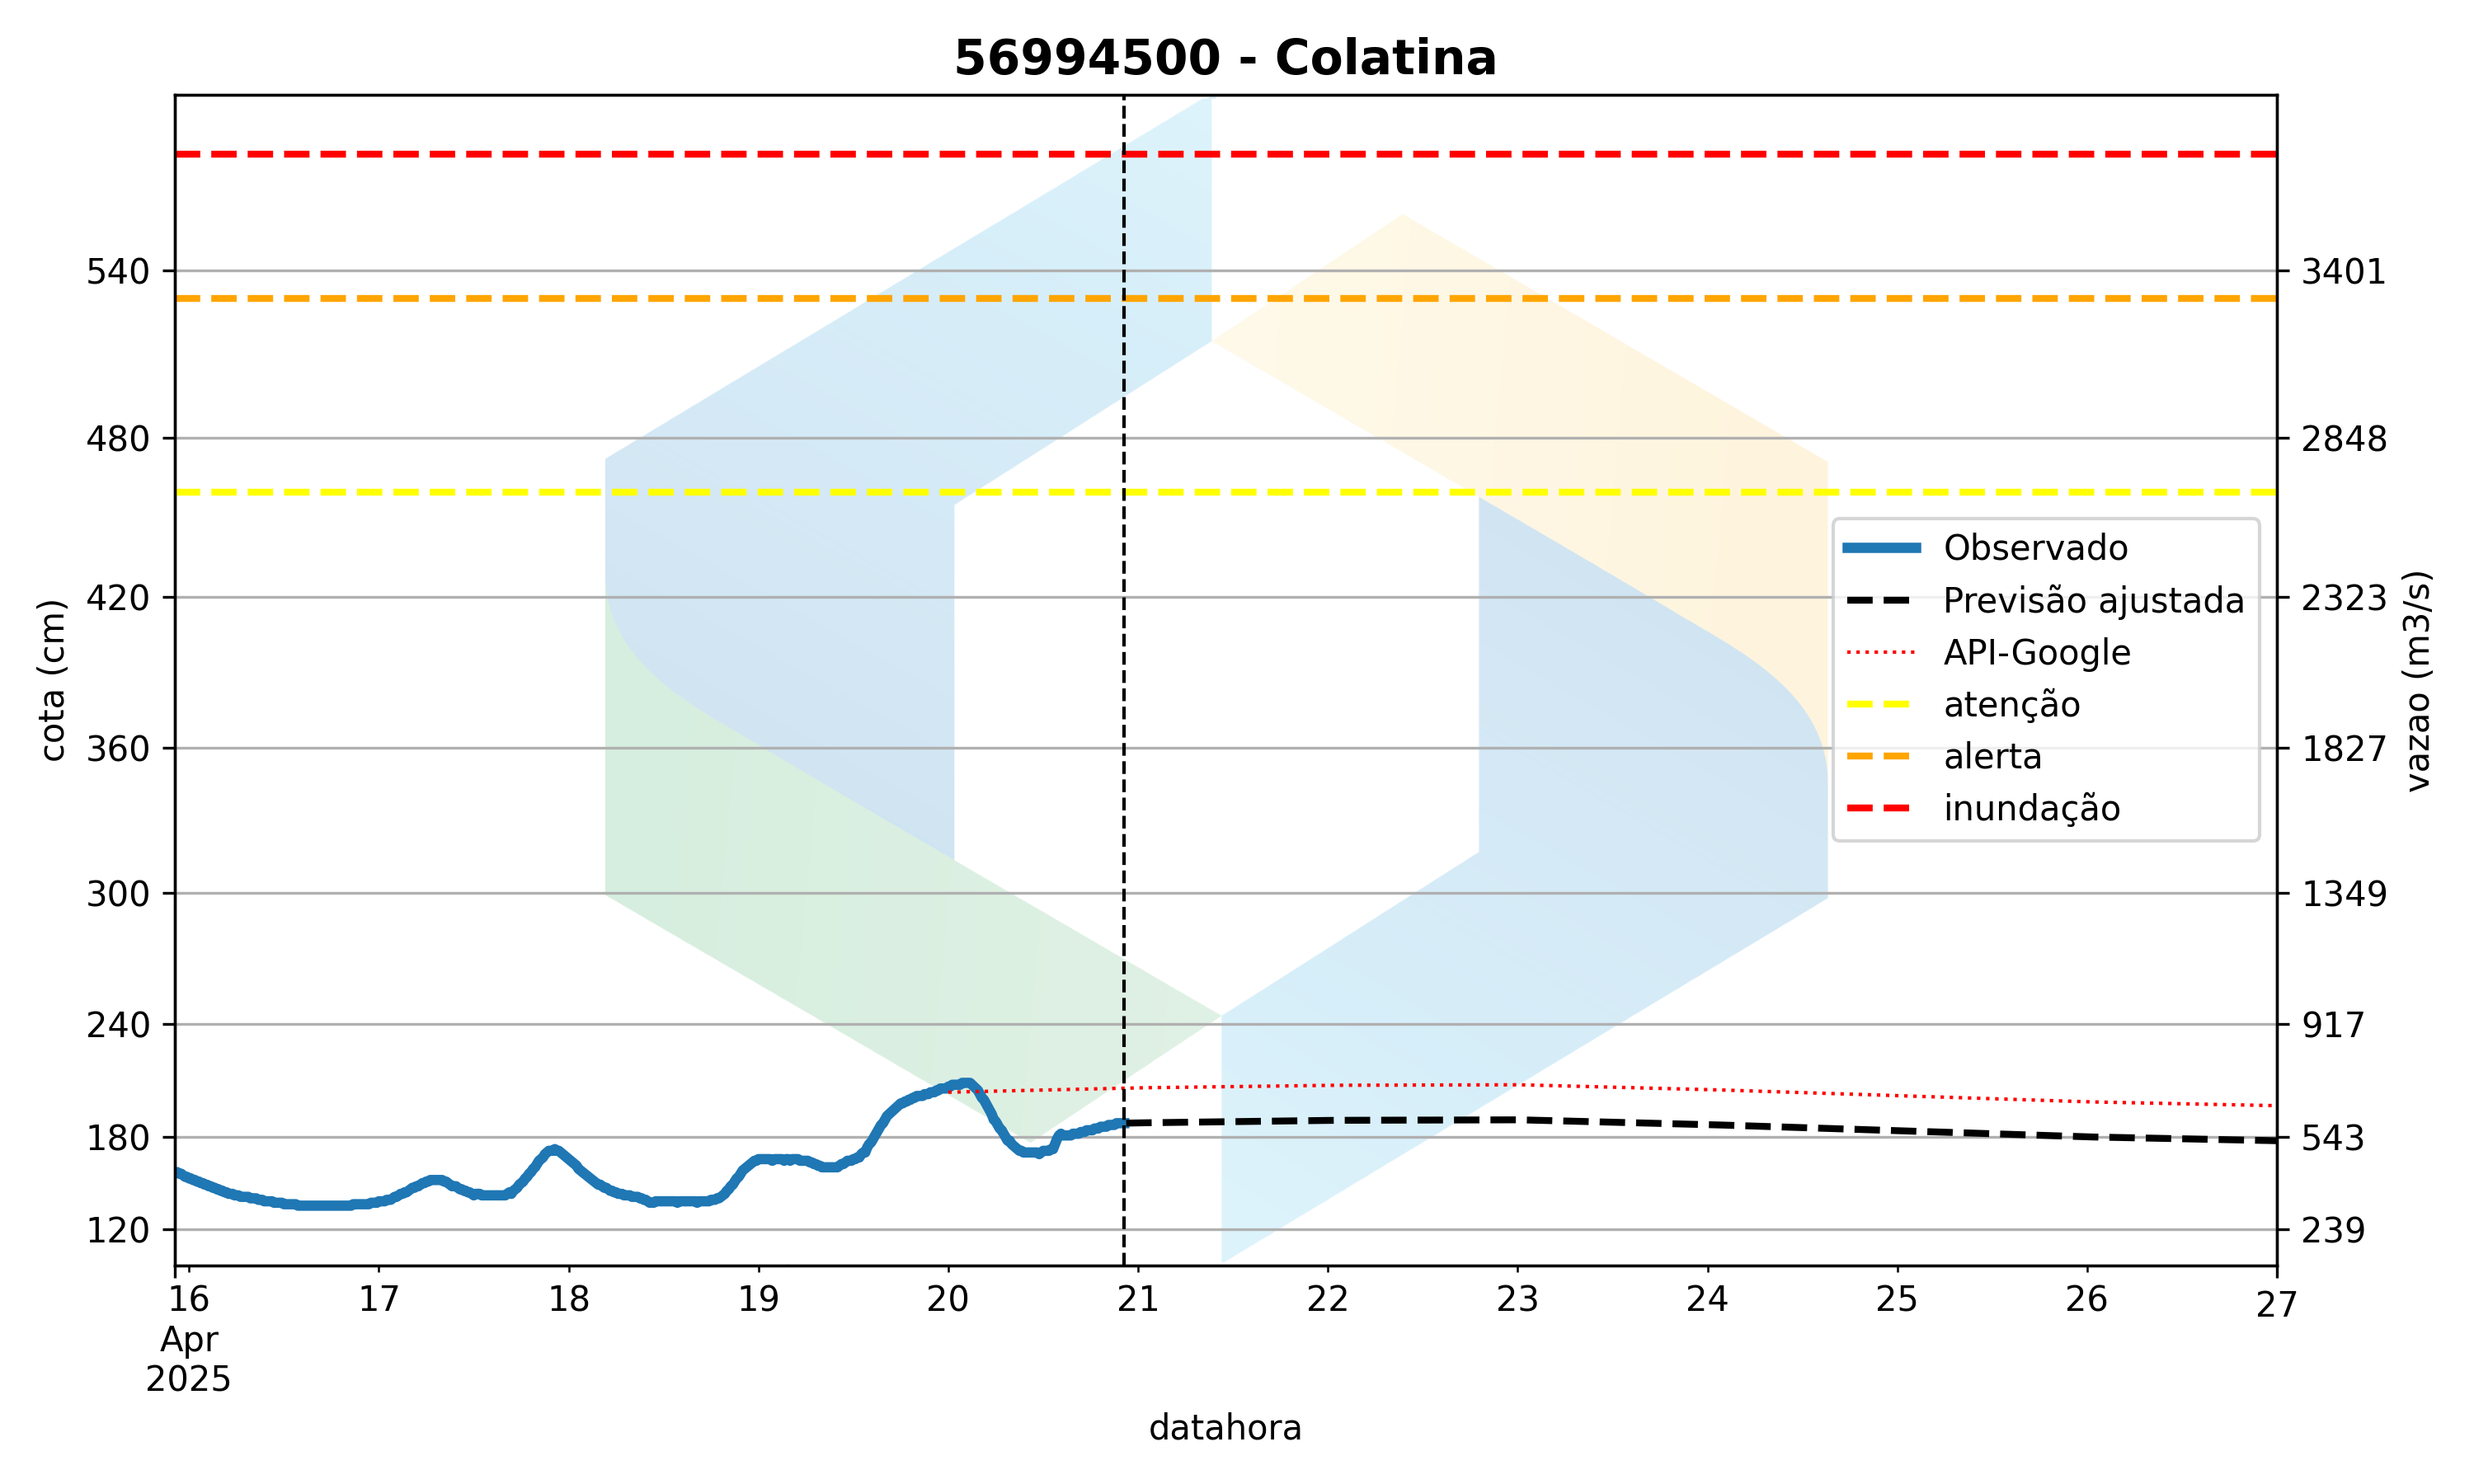 56994500 - Colatina
540
480
420
360
300
240
180
120
cota (cm)
3401
2848
2323
1827
1349
917
543
239
vazao (m3/s)
Observado
Previsão ajustada
API-Google
atenção
alerta
inundação
16 17 18 19 20 21 22 23 24 25 26 27
Apr
2025
datahora